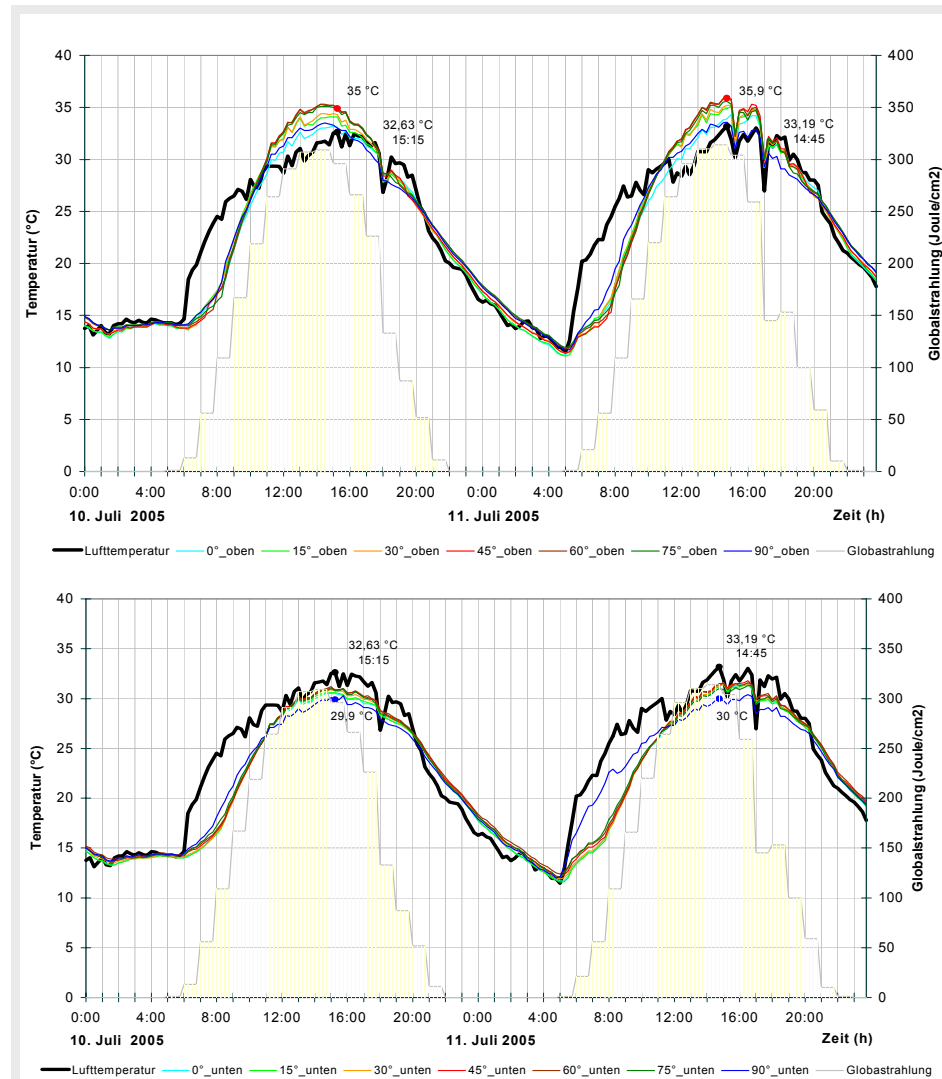 40
35
30
25
20
15
10
5
0
Temperatur (°C)
400
350
300
250
200
150
100
50
0
Globalstrahlung (Joule/cm2)
35 °C
32,63 °C
15:15
35,9 °C
33,19 °C
14:45
0:00 4:00 8:00 12:00 16:00 20:00 0:00 4:00 8:00 12:00 16:00 20:00
10. Juli 2005 11. Juli 2005 Zeit (h)
Lufttemperatur 0°_oben 15°_oben 30°_oben 45°_oben 60°_oben 75°_oben 90°_oben Globastrahlung
40
35
30
25
20
15
10
5
0
Temperatur (°C)
400
350
300
250
200
150
100
50
0
Globalstrahlung (Joule/cm2)
32,63 °C
15:15
29,9 °C
33,19 °C
14:45
30 °C
0:00 4:00 8:00 12:00 16:00 20:00 0:00 4:00 8:00 12:00 16:00 20:00
10. Juli 2005 11. Juli 2005 Zeit (h)
Lufttemperatur 0°_unten 15°_unten 30°_unten 45°_unten 60°_unten 75°_unten 90°_unten Globastrahlung